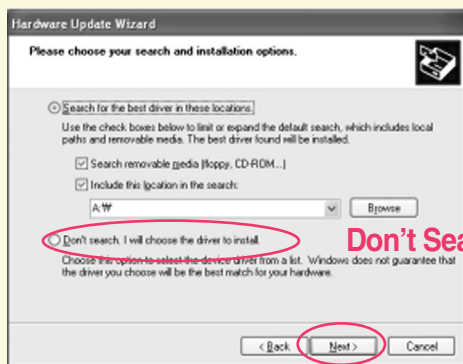 Hardware Update Wizard
Please choose your search and installation options.
Search for the best driver in these locations.
Use the check boxes below to limit or expand the default search, which includes local
paths and removable media. The best driver found will be installed.
Search removable media (floppy, CD-ROM...)
Include this location in the search:
A:₩
Browse
Don't search. I will choose the driver to install.
Don't Sea
Choose this option to select the device driver from a list. Windows does not guarantee that
the driver you choose will be the best match for your hardware.
< Back
Next >
Cancel